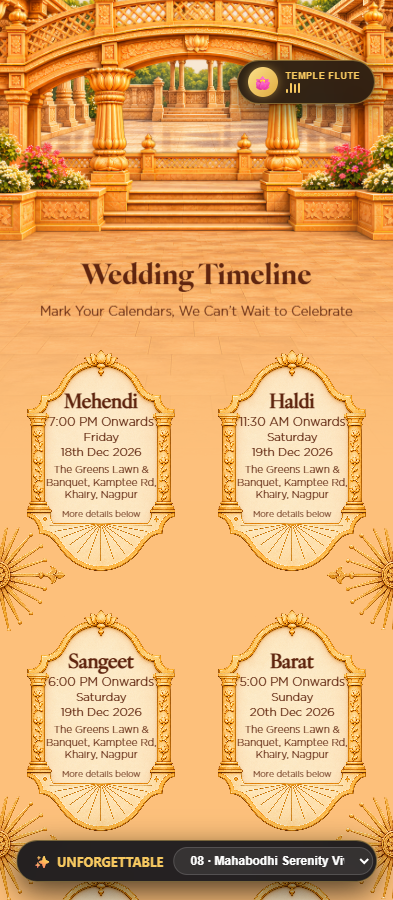 TEMPLE FLUTE
Wedding Timeline
Mark Your Calendars, We Can't Wait to Celebrate
Mehendi
7:00 PM Onwards
Friday
18th Dec 2026
The Greens Lawn &
Banquet, Kamptee Rd,
Khairy, Nagpur
More details below
Haldi
11:30 AM Onwards
Saturday
19th Dec 2026
The Greens Lawn &
Banquet, Kamptee Rd,
Khairy, Nagpur
More details below
Sangeet
6:00 PM Onwards
Saturday
19th Dec 2026
The Greens Lawn &
Banquet, Kamptee Rd,
Khairy, Nagpur
More details below
Barat
5:00 PM Onwards
Sunday
20th Dec 2026
The Greens Lawn &
Banquet, Kamptee Rd,
Khairy, Nagpur
More details below
UNFORGETTABLE
08 · Mahabodhi Serenity